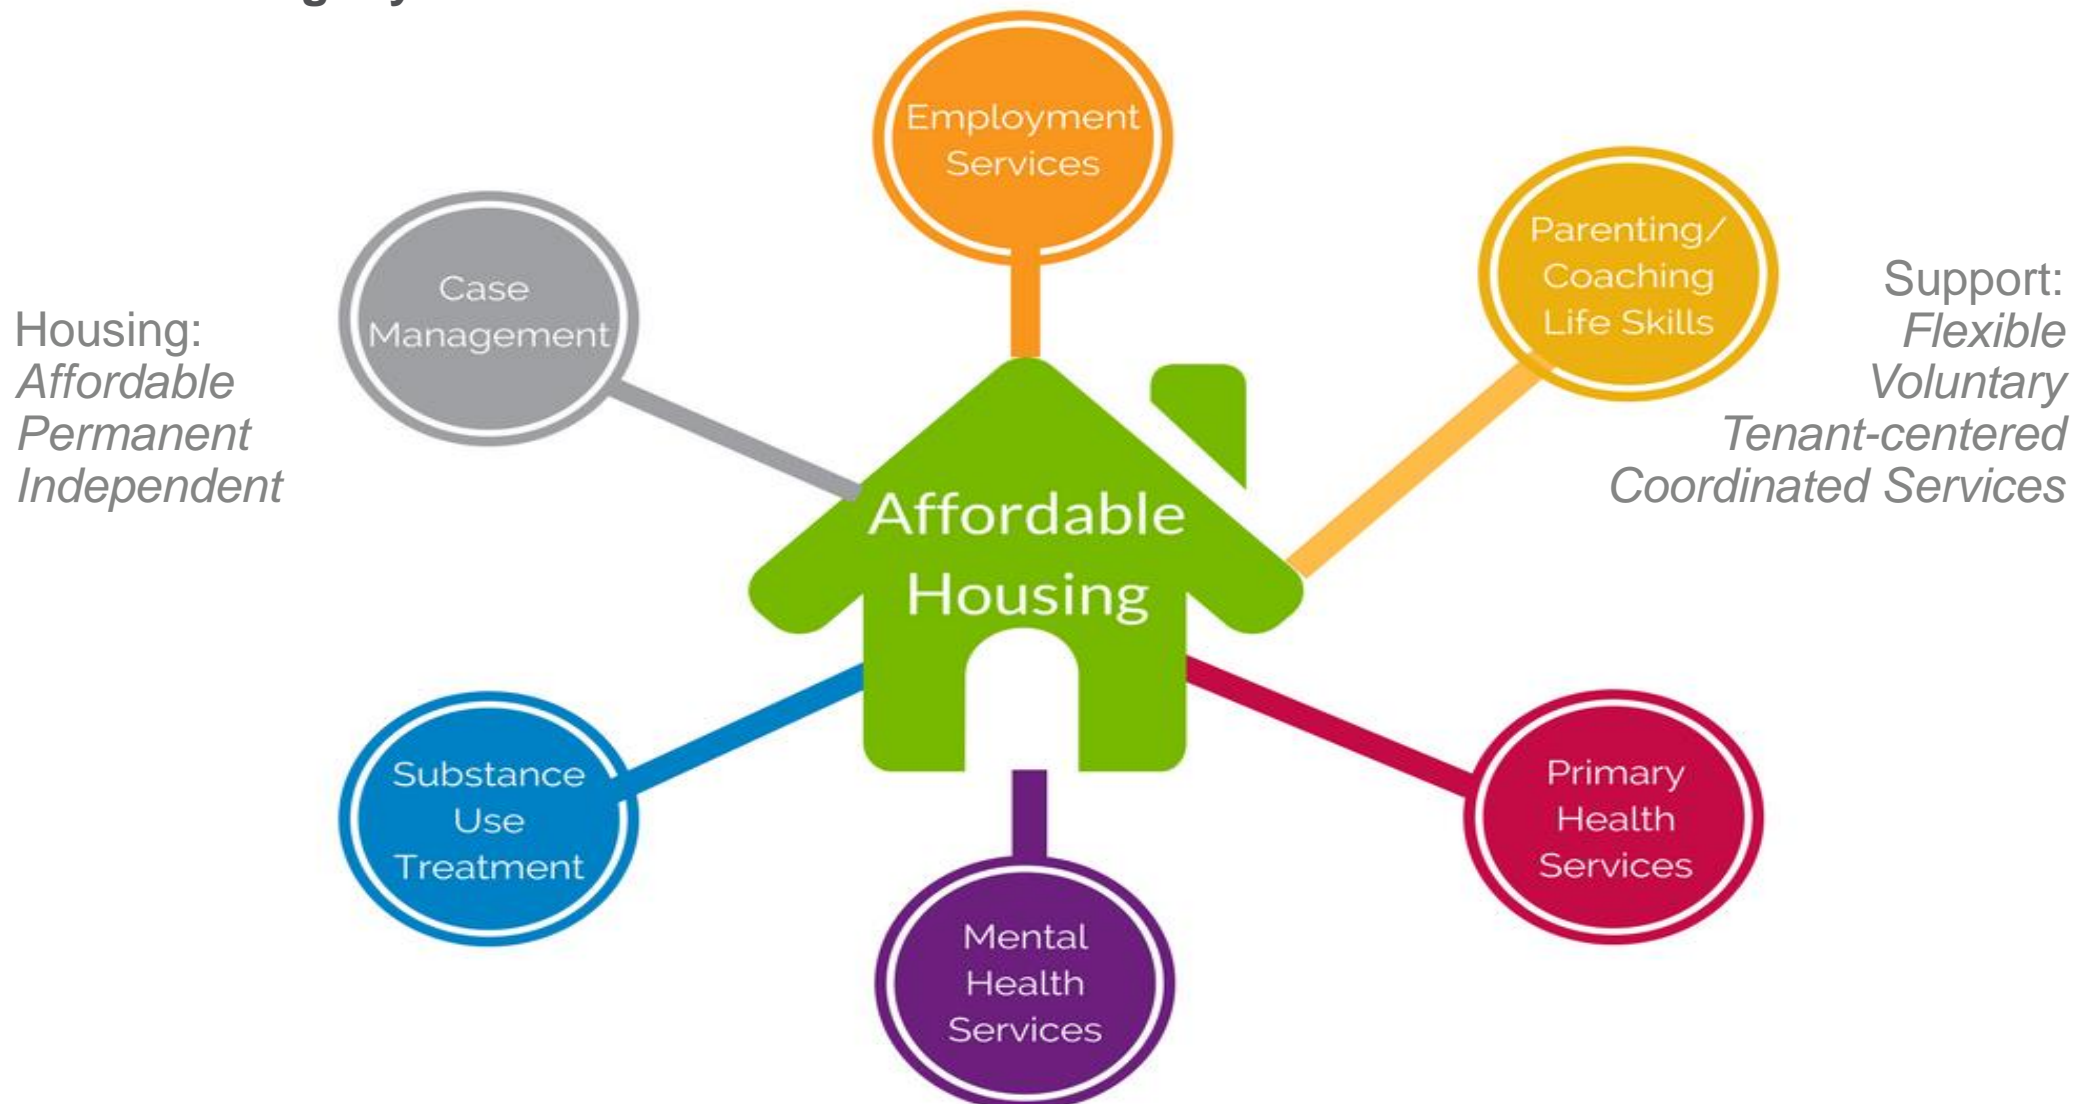 Employment
Services
Case
Management
Parenting/
Coaching
Life Skills
Housing:
Affordable
Permanent
Independent
Support:
Flexible
Voluntary
Tenant-centered
Coordinated Services
Affordable
Housing
Substance
Use
Treatment
Primary
Health
Services
Mental
Health
Services